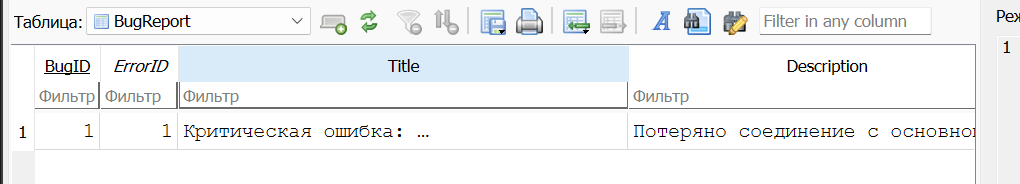 Таблица: BugReport Filter in any column Реж
BugID ErrorID Title Description 1
Фильтр Фильтр Фильтр Фильтр
1 1 1 Критическая ошибка: … Потеряно соединение с основно